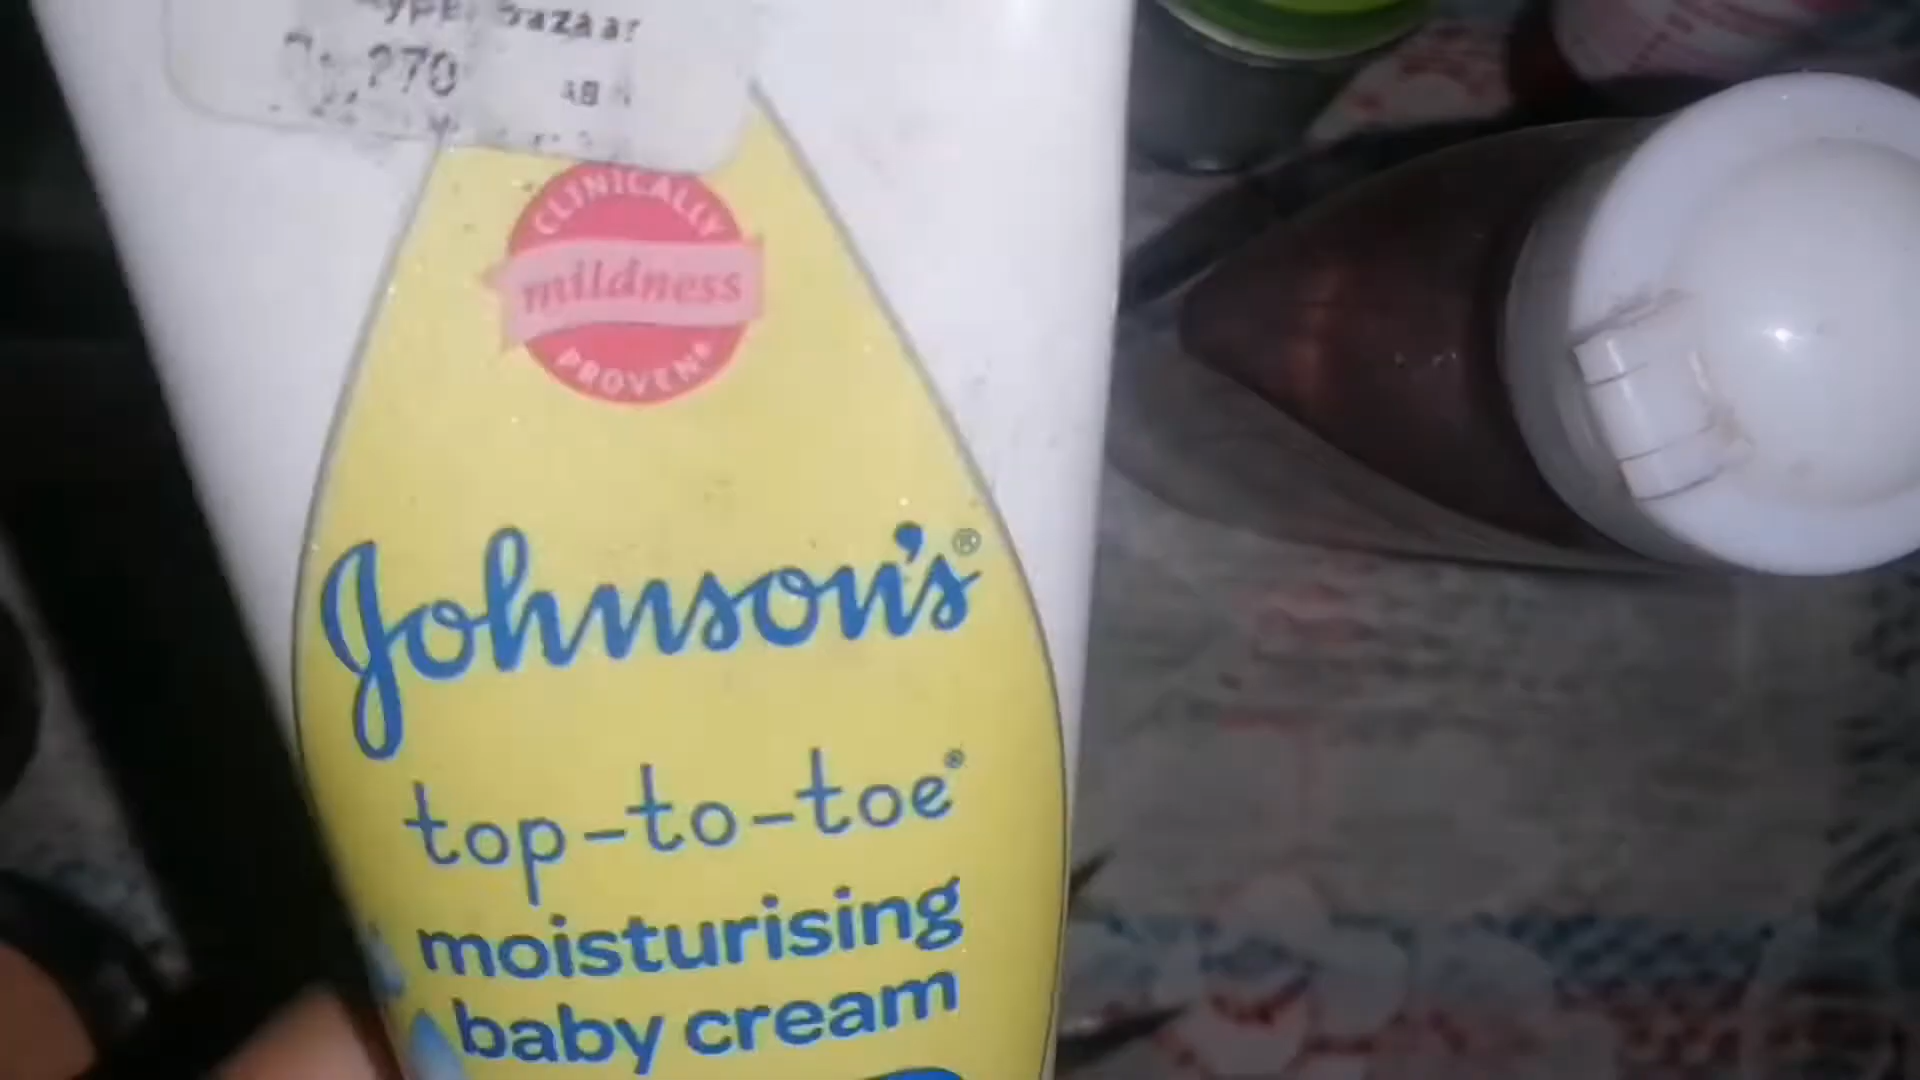 bazaar
270
CLINICALLY
mildness
PROVEN
Johnson's®
top-to-toe®
moisturising
baby cream